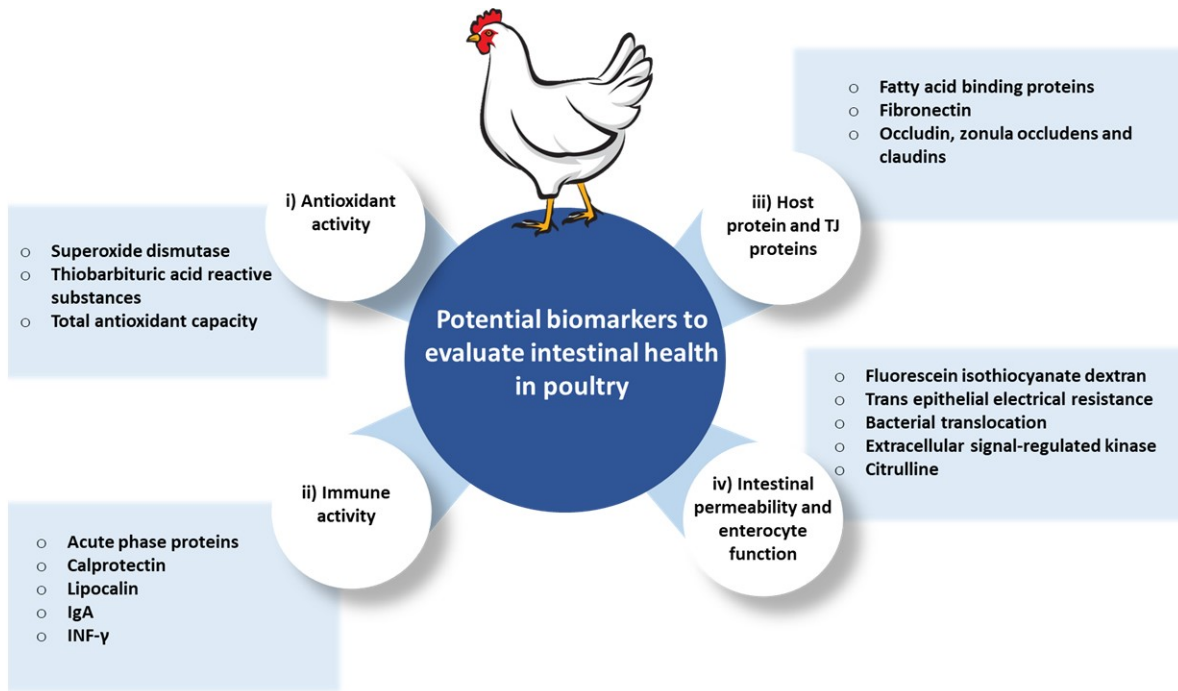 Potential biomarkers to
evaluate intestinal health
in poultry
i) Antioxidant
activity
○ Superoxide dismutase
○ Thiobarbituric acid reactive
substances
○ Total antioxidant capacity
ii) Immune
activity
○ Acute phase proteins
○ Calprotectin
○ Lipocalin
○ IgA
○ INF-γ
iii) Host
protein and TJ
proteins
○ Fatty acid binding proteins
○ Fibronectin
○ Occludin, zonula occludens and
claudins
iv) Intestinal
permeability and
enterocyte
function
○ Fluorescein isothiocyanate dextran
○ Trans epithelial electrical resistance
○ Bacterial translocation
○ Extracellular signal-regulated kinase
○ Citrulline